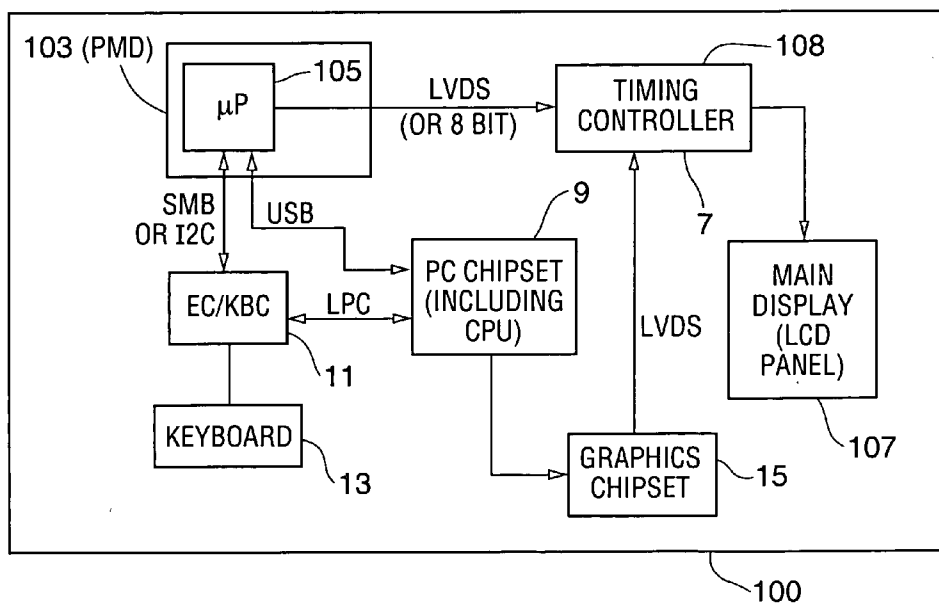 103 (PMD)
105
µP
LVDS
(OR 8 BIT)
108
TIMING
CONTROLLER
7
SMB
OR I2C
USB
9
PC CHIPSET
(INCLUDING
CPU)
EC/KBC
LPC
11
LVDS
MAIN
DISPLAY
(LCD
PANEL)
107
KEYBOARD
13
GRAPHICS
CHIPSET
15
100